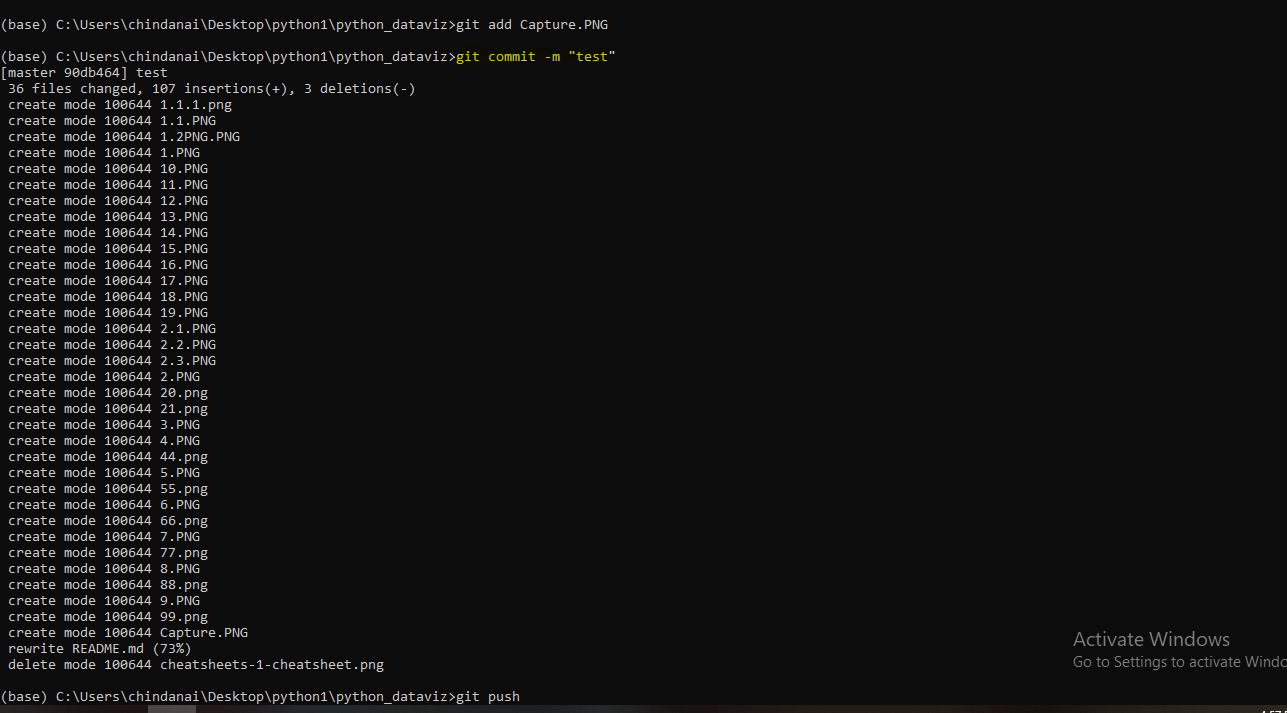 (base) C:\Users\chindanai\Desktop\python1\python_dataviz>git add Capture.PNG
(base) C:\Users\chindanai\Desktop\python1\python_dataviz>git commit -m "test"
[master 90db464] test
36 files changed, 107 insertions(+), 3 deletions(-)
create mode 100644 1.1.1.png
create mode 100644 1.1.PNG
create mode 100644 1.2PNG.PNG
create mode 100644 1.PNG
create mode 100644 10.PNG
create mode 100644 11.PNG
create mode 100644 12.PNG
create mode 100644 13.PNG
create mode 100644 14.PNG
create mode 100644 15.PNG
create mode 100644 16.PNG
create mode 100644 17.PNG
create mode 100644 18.PNG
create mode 100644 19.PNG
create mode 100644 2.1.PNG
create mode 100644 2.2.PNG
create mode 100644 2.3.PNG
create mode 100644 2.PNG
create mode 100644 20.png
create mode 100644 21.png
create mode 100644 3.PNG
create mode 100644 4.PNG
create mode 100644 44.png
create mode 100644 5.PNG
create mode 100644 55.png
create mode 100644 6.PNG
create mode 100644 66.png
create mode 100644 7.PNG
create mode 100644 77.png
create mode 100644 8.PNG
create mode 100644 88.png
create mode 100644 9.PNG
create mode 100644 99.png
create mode 100644 Capture.PNG
rewrite README.md (73%)
delete mode 100644 cheatsheets-1-cheatsheet.png
(base) C:\Users\chindanai\Desktop\python1\python_dataviz>git push
Activate Windows
Go to Settings to activate Windo